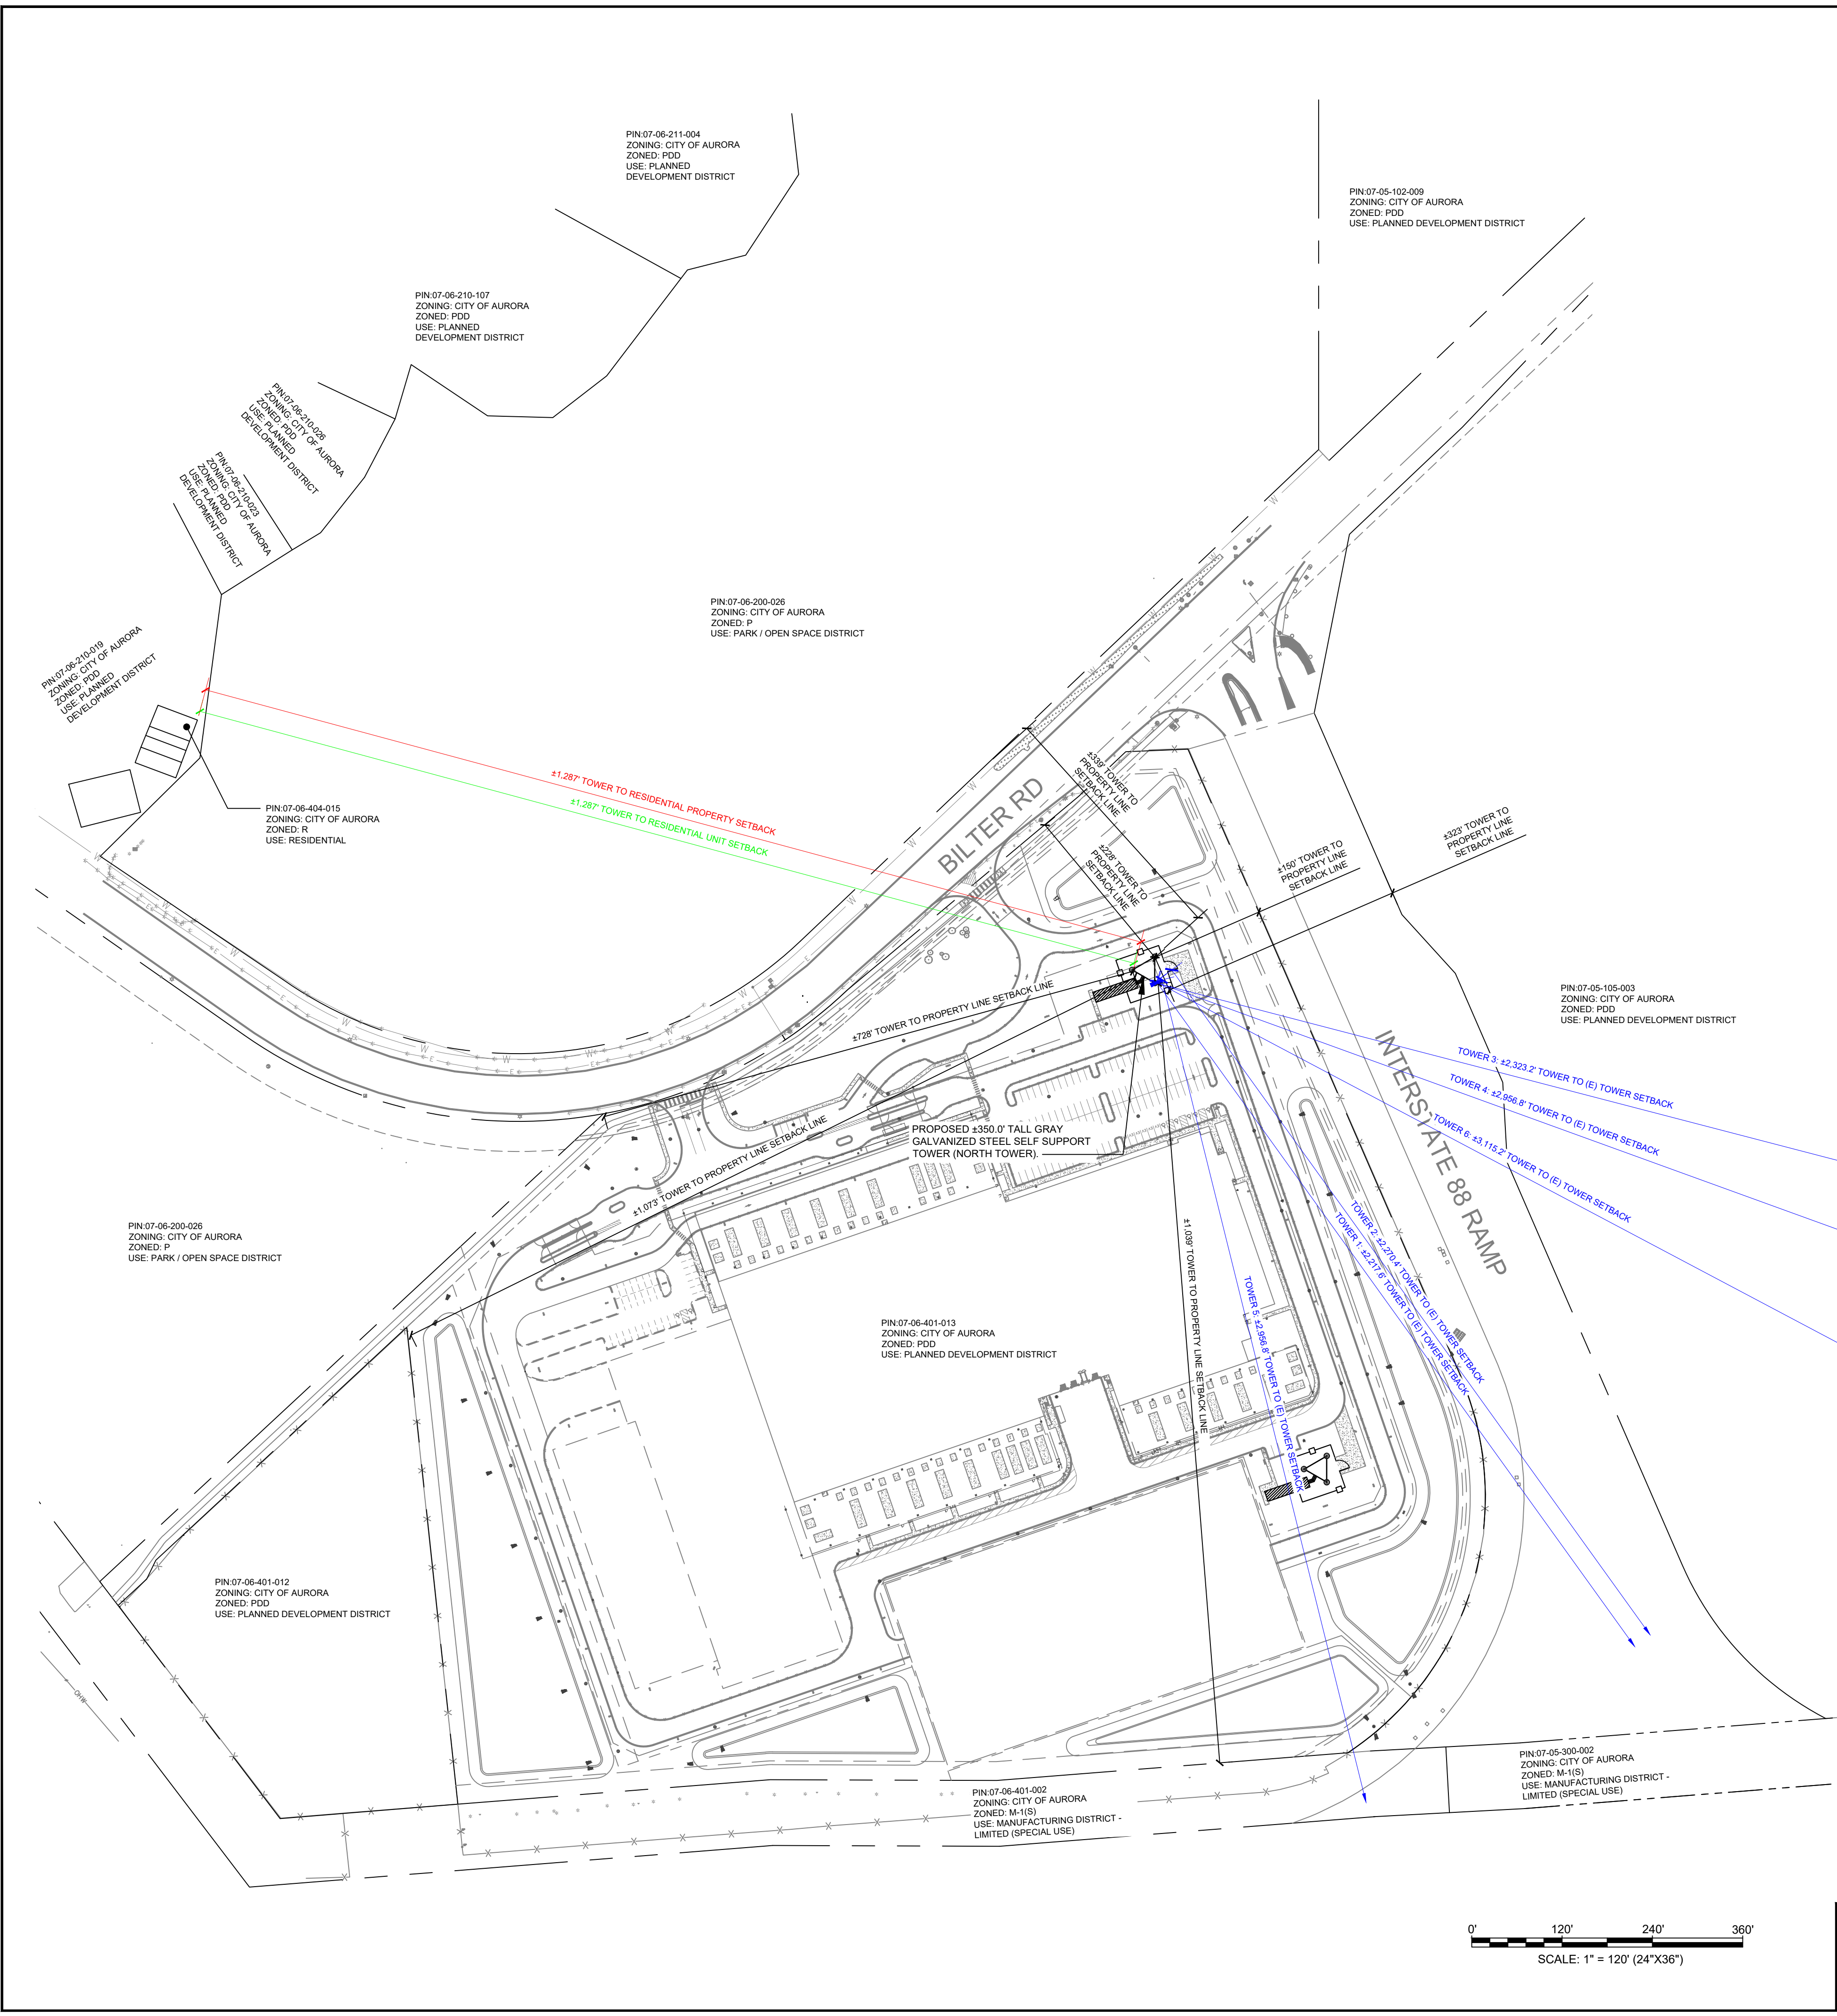 PIN:07-06-211-004
ZONING: CITY OF AURORA
ZONED: PDD
USE: PLANNED
DEVELOPMENT DISTRICT
PIN:07-05-102-009
ZONING: CITY OF AURORA
ZONED: PDD
USE: PLANNED DEVELOPMENT DISTRICT
PIN:07-06-210-107
ZONING: CITY OF AURORA
ZONED: PDD
USE: PLANNED
DEVELOPMENT DISTRICT
PIN:07-06-210-026
ZONING: CITY OF AURORA
ZONED: PDD
USE: PLANNED
DEVELOPMENT DISTRICT
PIN:07-06-210-023
ZONING: CITY OF AURORA
ZONED: PDD
USE: PLANNED
DEVELOPMENT DISTRICT
PIN:07-06-200-026
ZONING: CITY OF AURORA
ZONED: P
USE: PARK / OPEN SPACE DISTRICT
PIN:07-06-210-019
ZONING: CITY OF AURORA
ZONED: PDD
USE: PLANNED
DEVELOPMENT DISTRICT
±1,287' TOWER TO RESIDENTIAL PROPERTY SETBACK
±1,287' TOWER TO RESIDENTIAL UNIT SETBACK
PIN:07-06-404-015
ZONING: CITY OF AURORA
ZONED: R
USE: RESIDENTIAL
BILTER RD
±339' TOWER TO
PROPERTY LINE
SETBACK LINE
±228' TOWER TO
PROPERTY LINE
SETBACK LINE
±150' TOWER TO
PROPERTY LINE
SETBACK LINE
±323' TOWER TO
PROPERTY LINE
SETBACK LINE
±728' TOWER TO PROPERTY LINE SETBACK LINE
±1,073' TOWER TO PROPERTY LINE SETBACK LINE
PROPOSED ±350.0' TALL GRAY
GALVANIZED STEEL SELF SUPPORT
TOWER (NORTH TOWER).
PIN:07-05-105-003
ZONING: CITY OF AURORA
ZONED: PDD
USE: PLANNED DEVELOPMENT DISTRICT
INTERSTATE 88 RAMP
TOWER 3: ±2,323.2' TOWER TO (E) TOWER SETBACK
TOWER 4: ±2,956.8' TOWER TO (E) TOWER SETBACK
TOWER 6: ±3,115.2' TOWER TO (E) TOWER SETBACK
TOWER 2: ±2,270.4' TOWER TO (E) TOWER SETBACK
TOWER 1: ±2,217.6' TOWER TO (E) TOWER SETBACK
TOWER 5: ±2,956.8' TOWER TO (E) TOWER SETBACK
±1,039' TOWER TO PROPERTY LINE SETBACK LINE
PIN:07-06-200-026
ZONING: CITY OF AURORA
ZONED: P
USE: PARK / OPEN SPACE DISTRICT
PIN:07-06-401-013
ZONING: CITY OF AURORA
ZONED: PDD
USE: PLANNED DEVELOPMENT DISTRICT
PIN:07-06-401-012
ZONING: CITY OF AURORA
ZONED: PDD
USE: PLANNED DEVELOPMENT DISTRICT
OHW
PIN:07-06-401-002
ZONING: CITY OF AURORA
ZONED: M-1(S)
USE: MANUFACTURING DISTRICT -
LIMITED (SPECIAL USE)
PIN:07-05-300-002
ZONING: CITY OF AURORA
ZONED: M-1(S)
USE: MANUFACTURING DISTRICT -
LIMITED (SPECIAL USE)
0' 120' 240' 360'
SCALE: 1" = 120' (24"X36")